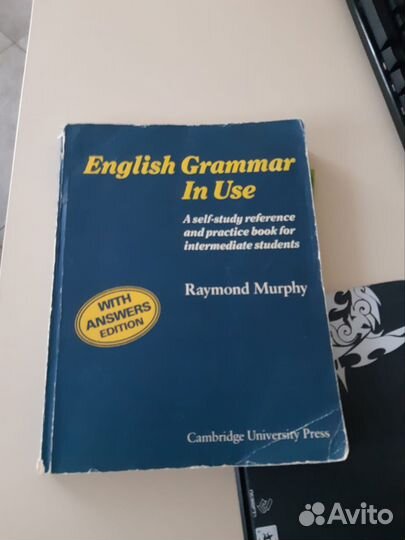 English Grammar
In Use
A self-study reference
and practice book for
intermediate students
Raymond Murphy
WITH
ANSWERS
EDITION
Cambridge University Press
Avito